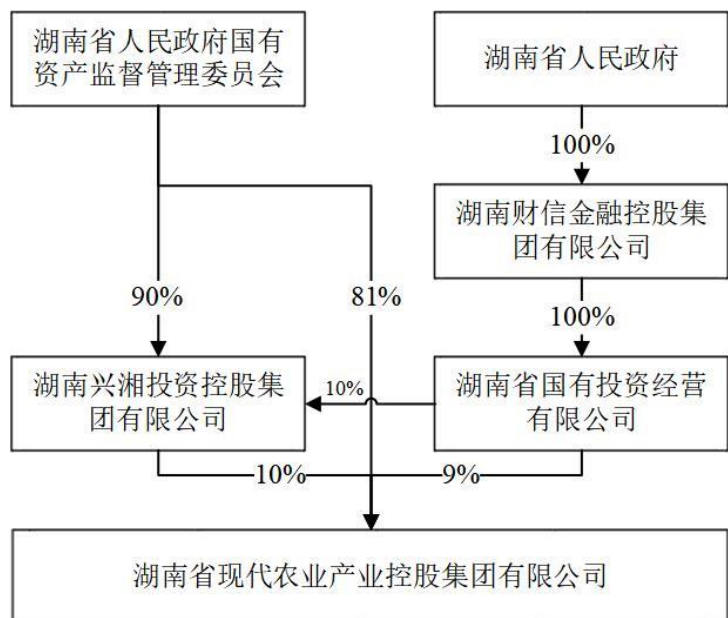 湖南省人民政府国有
资产监督管理委员会
湖南省人民政府
100%
湖南财信金融控股集
团有限公司
90%
81%
100%
湖南兴湘投资控股集
团有限公司
10%
湖南省国有投资经营
有限公司
10%
9%
湖南省现代农业产业控股集团有限公司